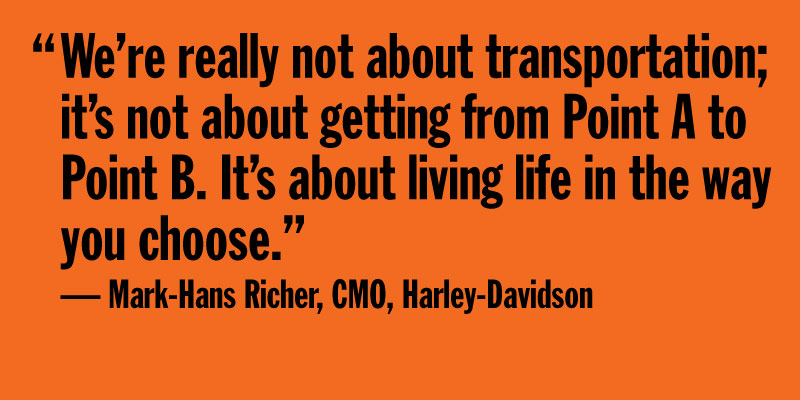 “We’re really not about transportation;
it’s not about getting from Point A to
Point B. It’s about living life in the way
you choose.”
— Mark-Hans Richer, CMO, Harley-Davidson